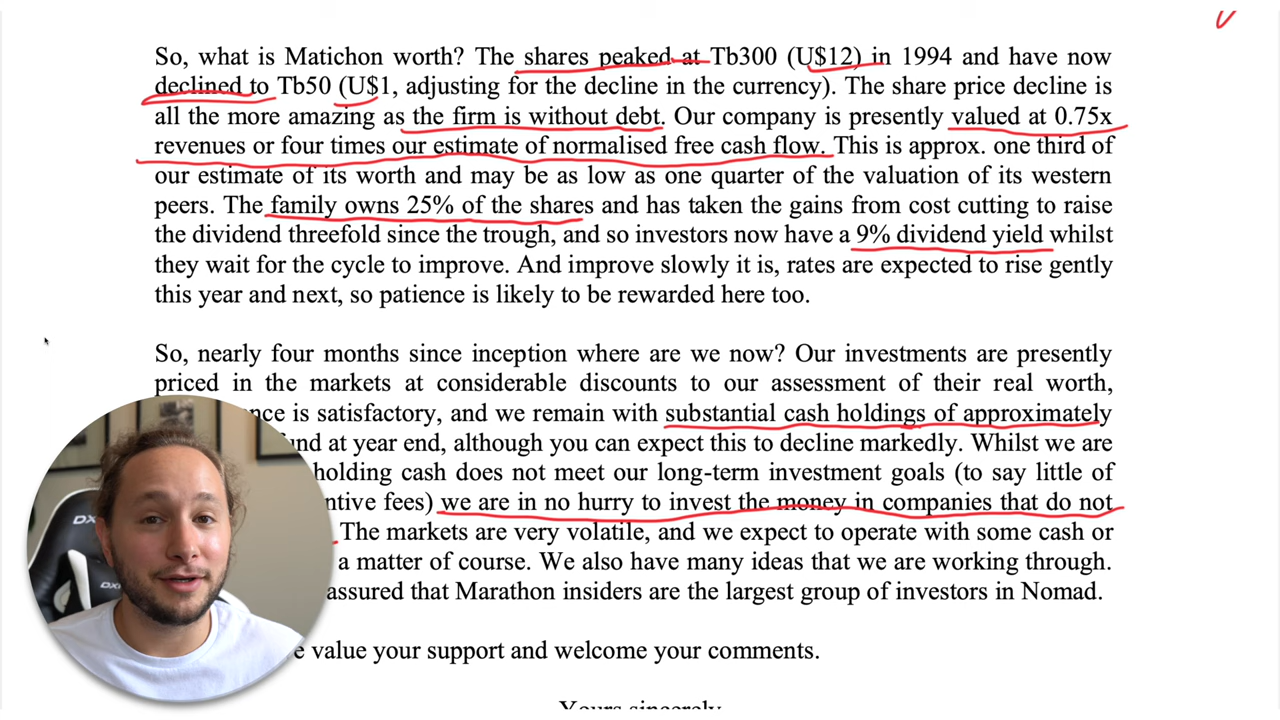 So, what is Matichon worth? The shares peaked at Tb300 (U$12) in 1994 and have now
declined to Tb50 (U$1, adjusting for the decline in the currency). The share price decline is
all the more amazing as the firm is without debt. Our company is presently valued at 0.75x
revenues or four times our estimate of normalised free cash flow. This is approx. one third of
our estimate of its worth and may be as low as one quarter of the valuation of its western
peers. The family owns 25% of the shares and has taken the gains from cost cutting to raise
the dividend threefold since the trough, and so investors now have a 9% dividend yield whilst
they wait for the cycle to improve. And improve slowly it is, rates are expected to rise gently
this year and next, so patience is likely to be rewarded here too.
So, nearly four months since inception where are we now? Our investments are presently
priced in the markets at considerable discounts to our assessment of their real worth,
is satisfactory, and we remain with substantial cash holdings of approximately
at year end, although you can expect this to decline markedly. Whilst we are
holding cash does not meet our long-term investment goals (to say little of
fees) we are in no hurry to invest the money in companies that do not
The markets are very volatile, and we expect to operate with some cash or
a matter of course. We also have many ideas that we are working through.
assured that Marathon insiders are the largest group of investors in Nomad.
value your support and welcome your comments.
Yours sincerely
DX
DX